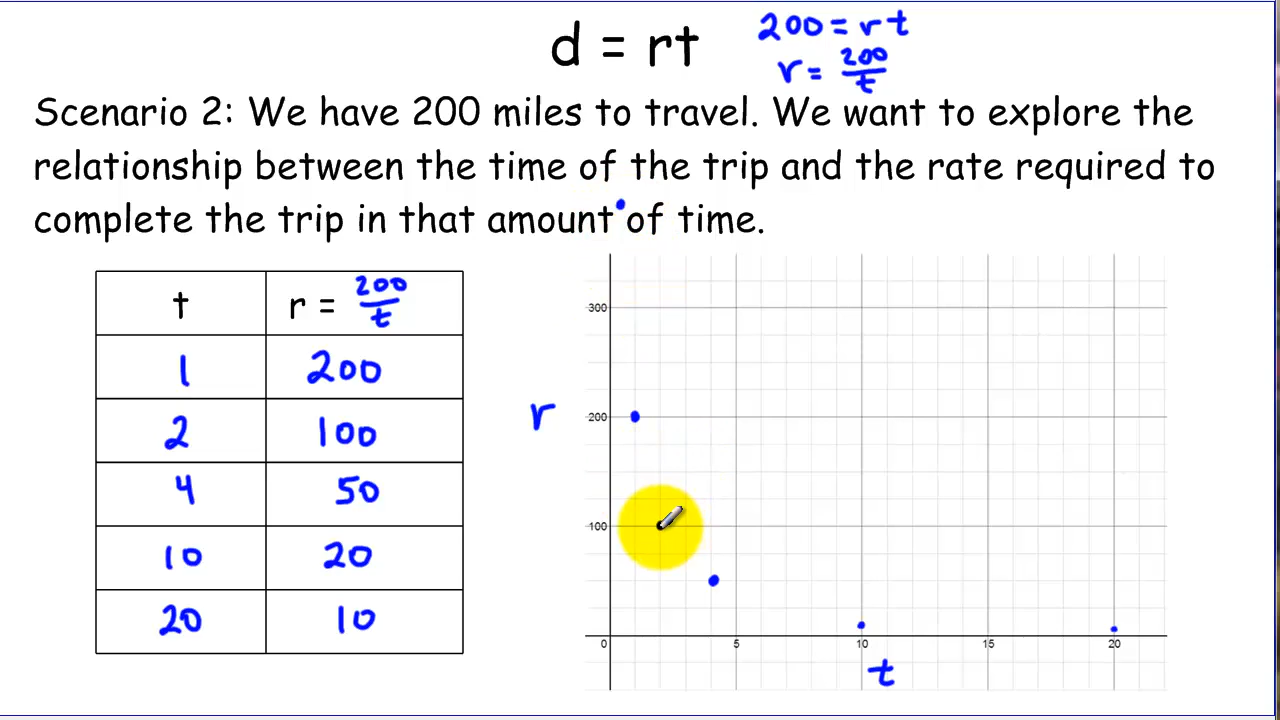 d = rt
200 = rt
r = 200/t
Scenario 2: We have 200 miles to travel. We want to explore the
relationship between the time of the trip and the rate required to
complete the trip in that amount of time.
t r = 200/t
1 200
2 100
4 50
10 20
20 10
300
r 200
100
0 5 10 15 20
t